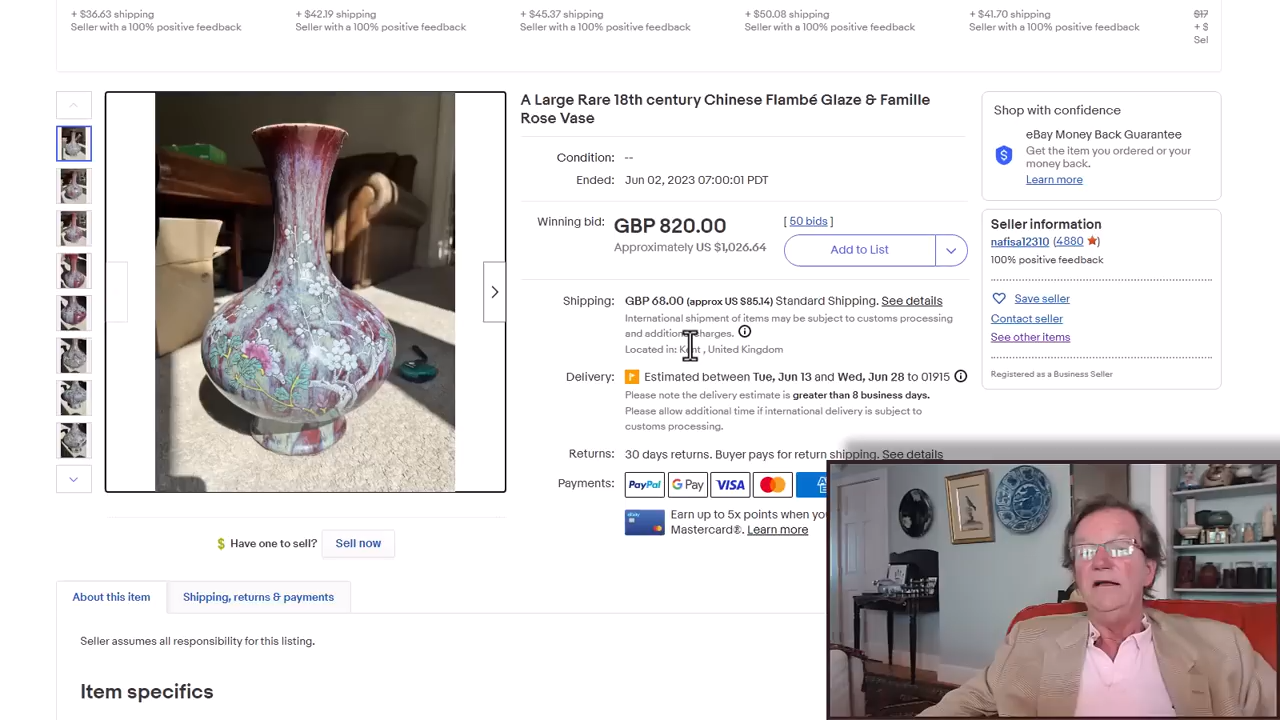 + $36.63 shipping
Seller with a 100% positive feedback
+ $42.19 shipping
Seller with a 100% positive feedback
+ $45.37 shipping
Seller with a 100% positive feedback
+ $50.08 shipping
Seller with a 100% positive feedback
+ $41.70 shipping
Seller with a 100% positive feedback
$17
+ $
Sel
A Large Rare 18th century Chinese Flambé Glaze & Famille
Rose Vase
Condition: --
Ended: Jun 02, 2023 07:00:01 PDT
Winning bid: GBP 820.00 [ 50 bids ]
Approximately US $1,026.64
Add to List
Shipping: GBP 68.00 (approx US $85.14) Standard Shipping. See details
International shipment of items may be subject to customs processing
and additional charges.
Located in: Kent , United Kingdom
Delivery: Estimated between Tue, Jun 13 and Wed, Jun 28 to 01915
Please note the delivery estimate is greater than 8 business days.
Please allow additional time if international delivery is subject to
customs processing.
Returns: 30 days returns. Buyer pays for return shipping. See details
Payments: PayPal G Pay VISA
Earn up to 5x points when you
Mastercard®. Learn more
Shop with confidence
eBay Money Back Guarantee
Get the item you ordered or your
money back.
Learn more
Seller information
nafisa12310 (4880 )
100% positive feedback
Save seller
Contact seller
See other items
Registered as a Business Seller
Have one to sell? Sell now
About this item
Shipping, returns & payments
Seller assumes all responsibility for this listing.
Item specifics